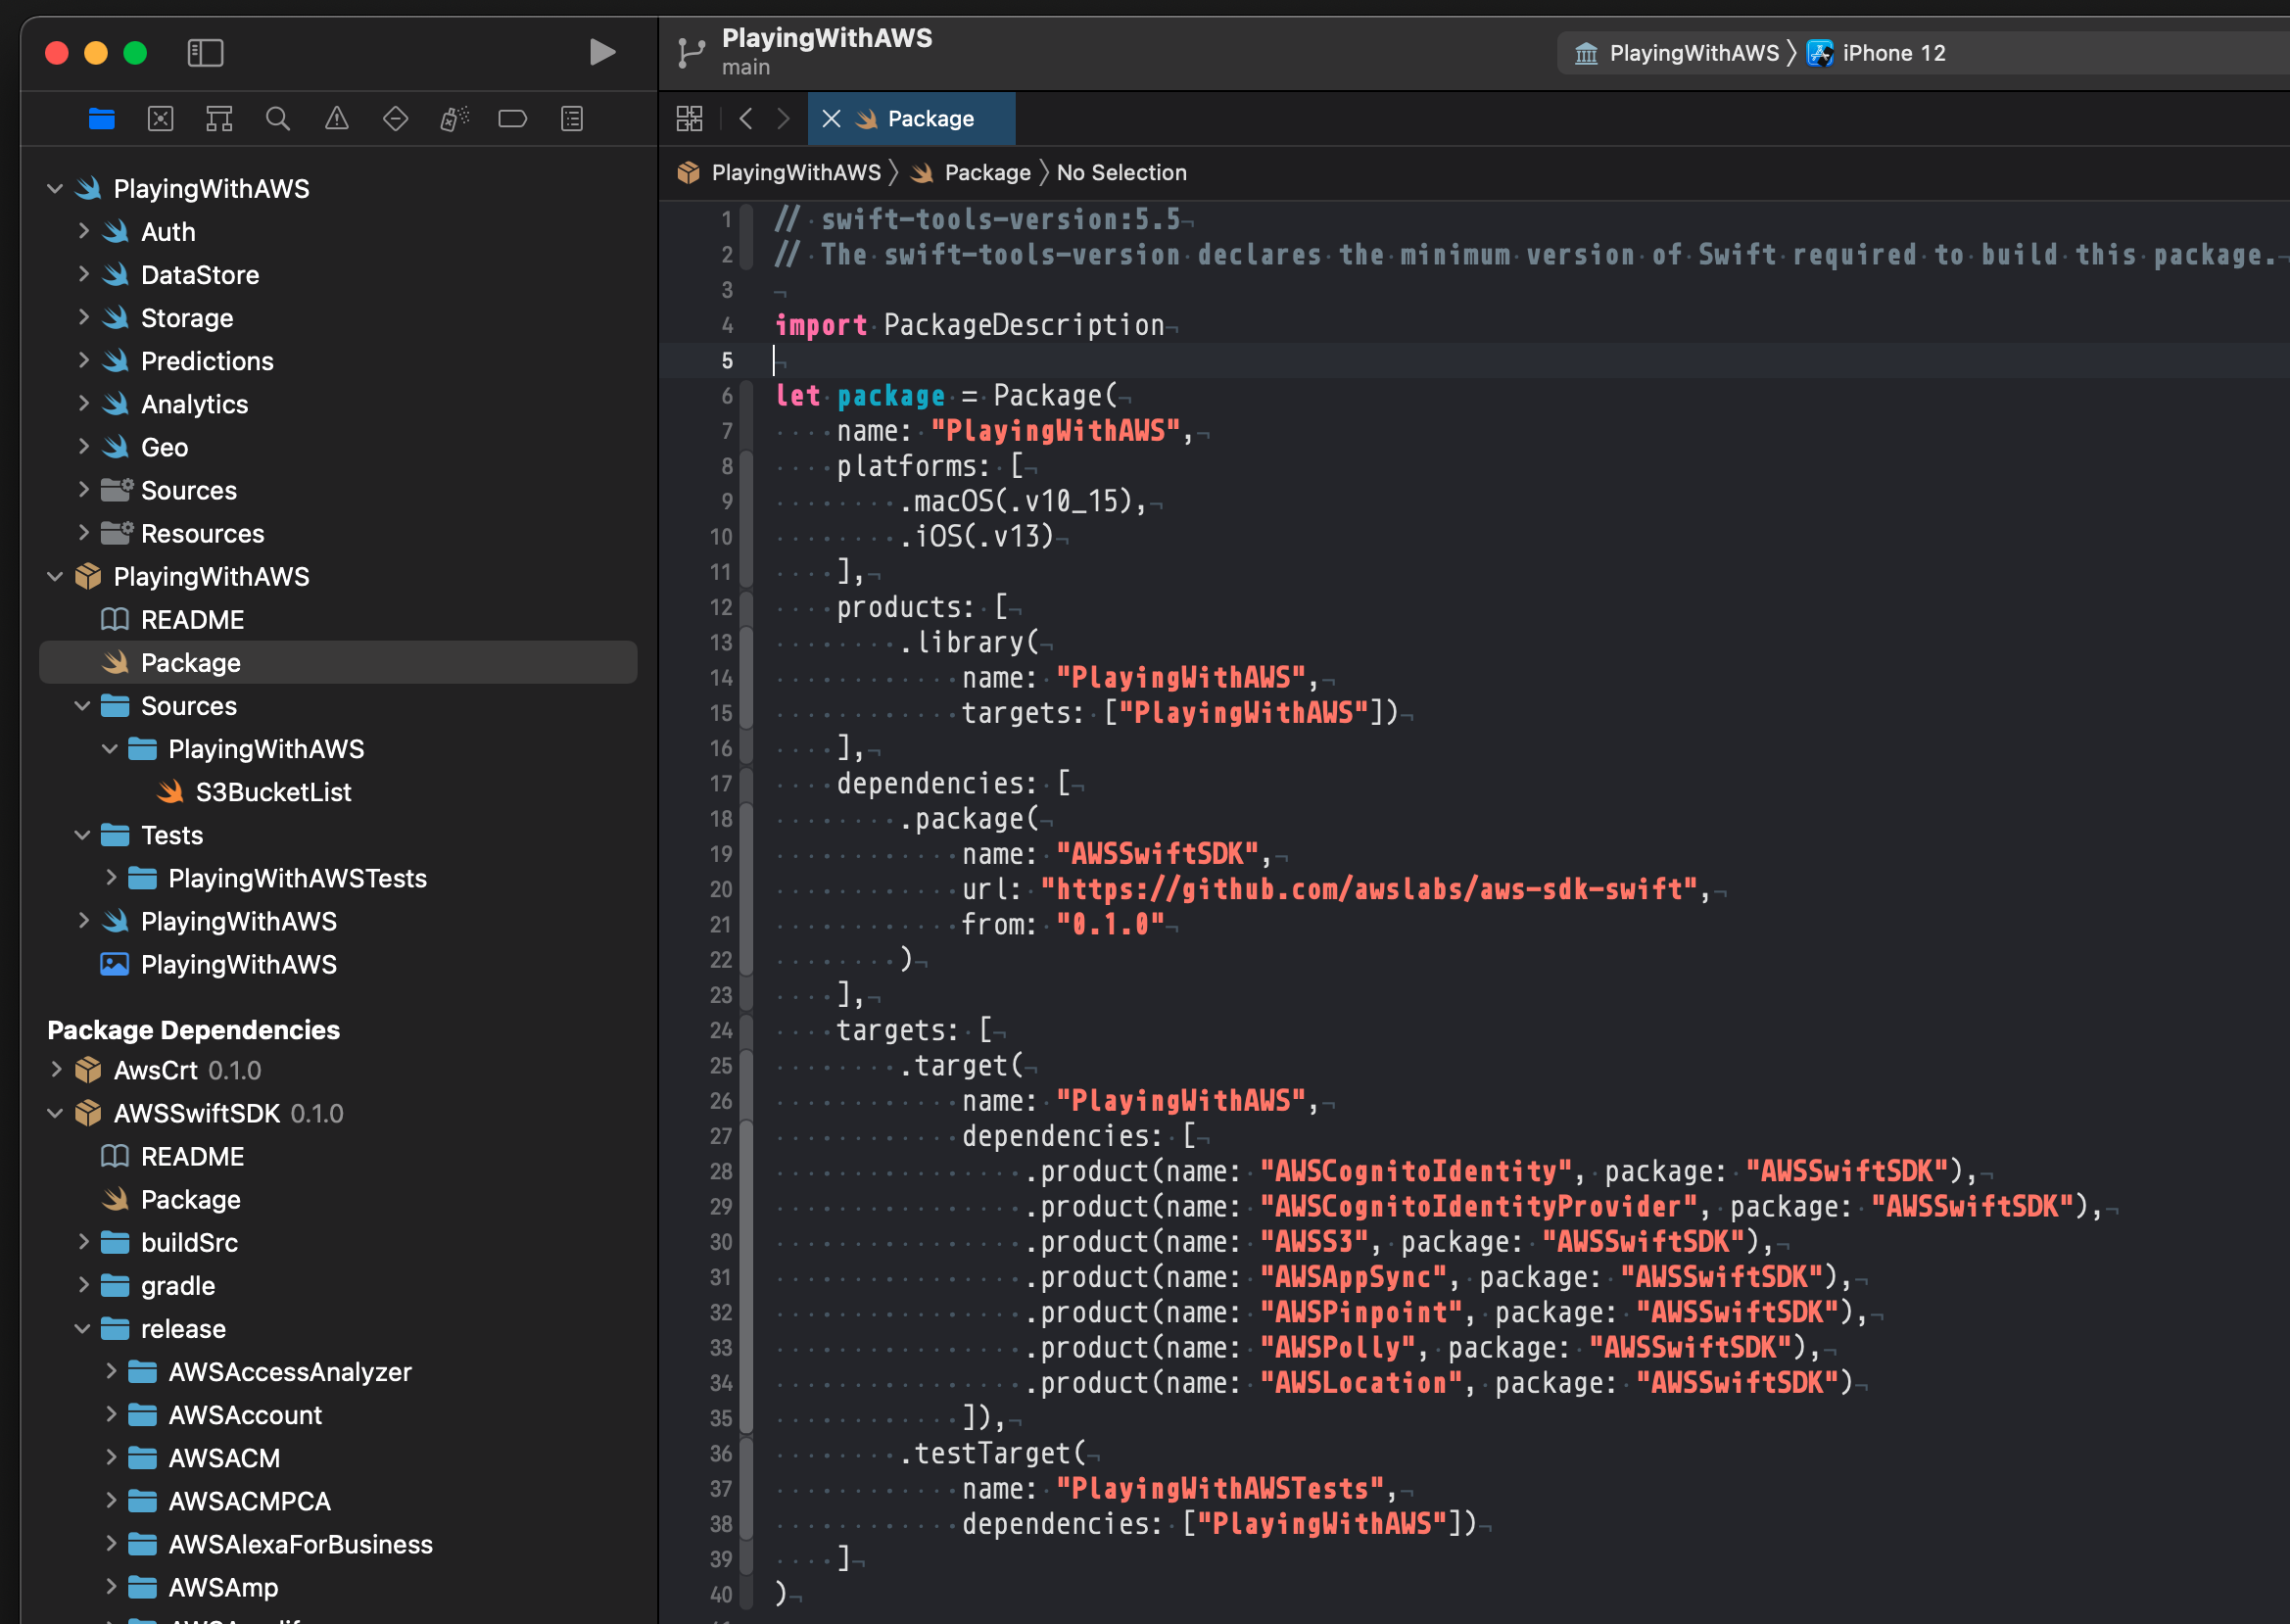 PlayingWithAWS
main
PlayingWithAWS
iPhone 12
Package
PlayingWithAWS
Package
No Selection
PlayingWithAWS
Auth
DataStore
Storage
Predictions
Analytics
Geo
Sources
Resources
PlayingWithAWS
README
Package
Sources
PlayingWithAWS
S3BucketList
Tests
PlayingWithAWSTests
PlayingWithAWS
PlayingWithAWS
Package Dependencies
AwsCrt 0.1.0
AWSSwiftSDK 0.1.0
README
Package
buildSrc
gradle
release
AWSAccessAnalyzer
AWSAccount
AWSACM
AWSACMPCA
AWSAlexaForBusiness
AWSAmp
1 // swift-tools-version:5.5
2 // The swift-tools-version declares the minimum version of Swift required to build this package.
3
4 import PackageDescription
5
6 let package = Package(
7 name: "PlayingWithAWS",
8 platforms: [
9 .macOS(.v10_15),
10 .iOS(.v13)
11 ],
12 products: [
13 .library(
14 name: "PlayingWithAWS",
15 targets: ["PlayingWithAWS"])
16 ],
17 dependencies: [
18 .package(
19 name: "AWSSwiftSDK",
20 url: "https://github.com/awslabs/aws-sdk-swift",
21 from: "0.1.0"
22 )
23 ],
24 targets: [
25 .target(
26 name: "PlayingWithAWS",
27 dependencies: [
28 .product(name: "AWSCognitoIdentity", package: "AWSSwiftSDK"),
29 .product(name: "AWSCognitoIdentityProvider", package: "AWSSwiftSDK"),
30 .product(name: "AWSS3", package: "AWSSwiftSDK"),
31 .product(name: "AWSAppSync", package: "AWSSwiftSDK"),
32 .product(name: "AWSPinpoint", package: "AWSSwiftSDK"),
33 .product(name: "AWSPolly", package: "AWSSwiftSDK"),
34 .product(name: "AWSLocation", package: "AWSSwiftSDK")
35 ]),
36 .testTarget(
37 name: "PlayingWithAWSTests",
38 dependencies: ["PlayingWithAWS"])
39 ]
40 )